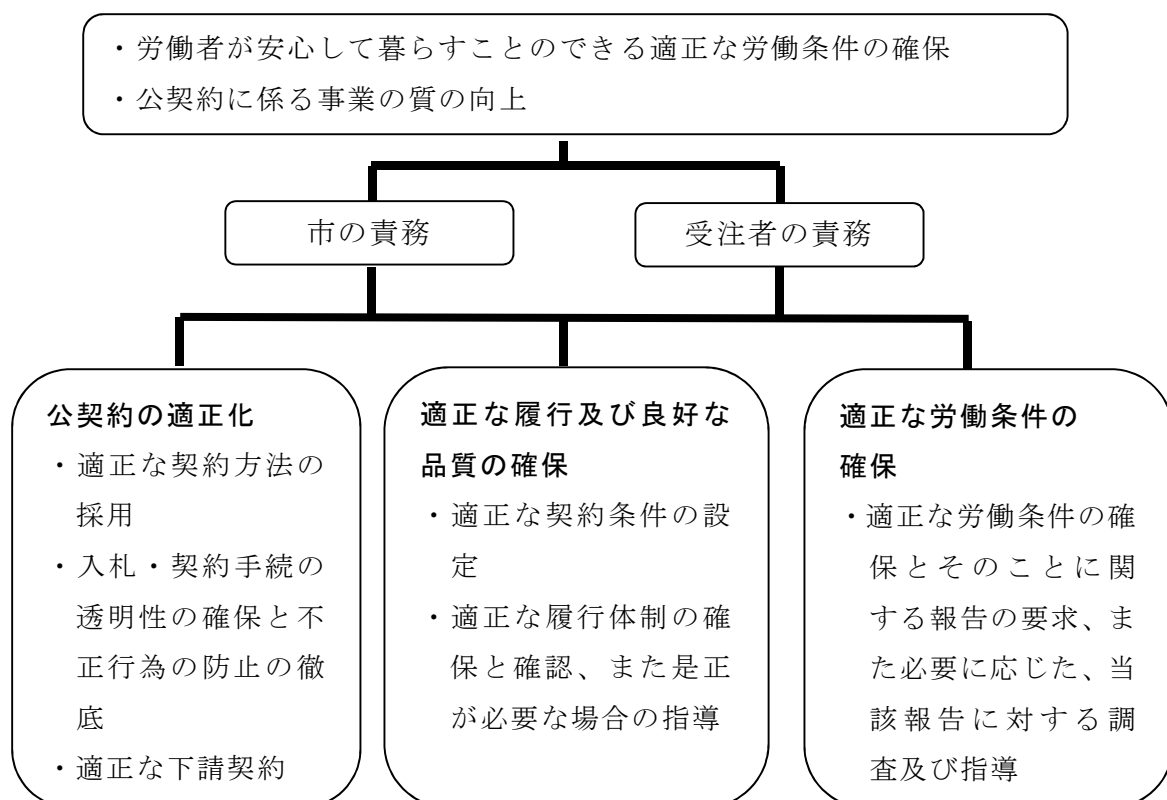 ・労働者が安心して暮らすことのできる適正な労働条件の確保
・公契約に係る事業の質の向上
市の責務
受注者の責務
公契約の適正化
・適正な契約方法の
採用
・入札・契約手続の
透明性の確保と不
正行為の防止の徹
底
・適正な下請契約
適正な履行及び良好な
品質の確保
・適正な契約条件の設
定
・適正な履行体制の確
保と確認、また是正
が必要な場合の指導
適正な労働条件の
確保
・適正な労働条件の確
保とそのことに関
する報告の要求、ま
た必要に応じた、当
該報告に対する調
査及び指導